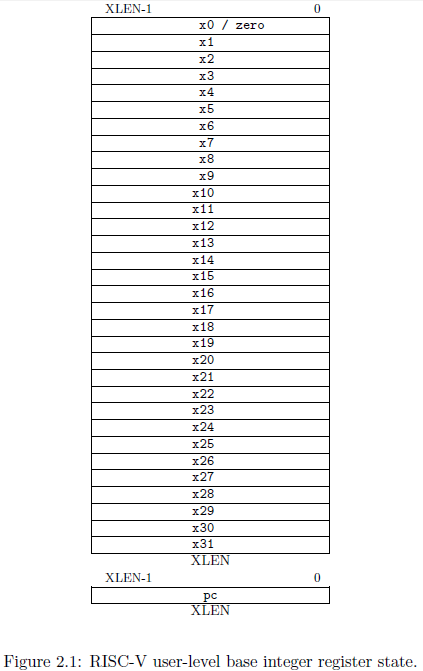 XLEN-1 0
x0 / zero
x1
x2
x3
x4
x5
x6
x7
x8
x9
x10
x11
x12
x13
x14
x15
x16
x17
x18
x19
x20
x21
x22
x23
x24
x25
x26
x27
x28
x29
x30
x31
XLEN
XLEN-1 0
pc
XLEN
Figure 2.1: RISC-V user-level base integer register state.